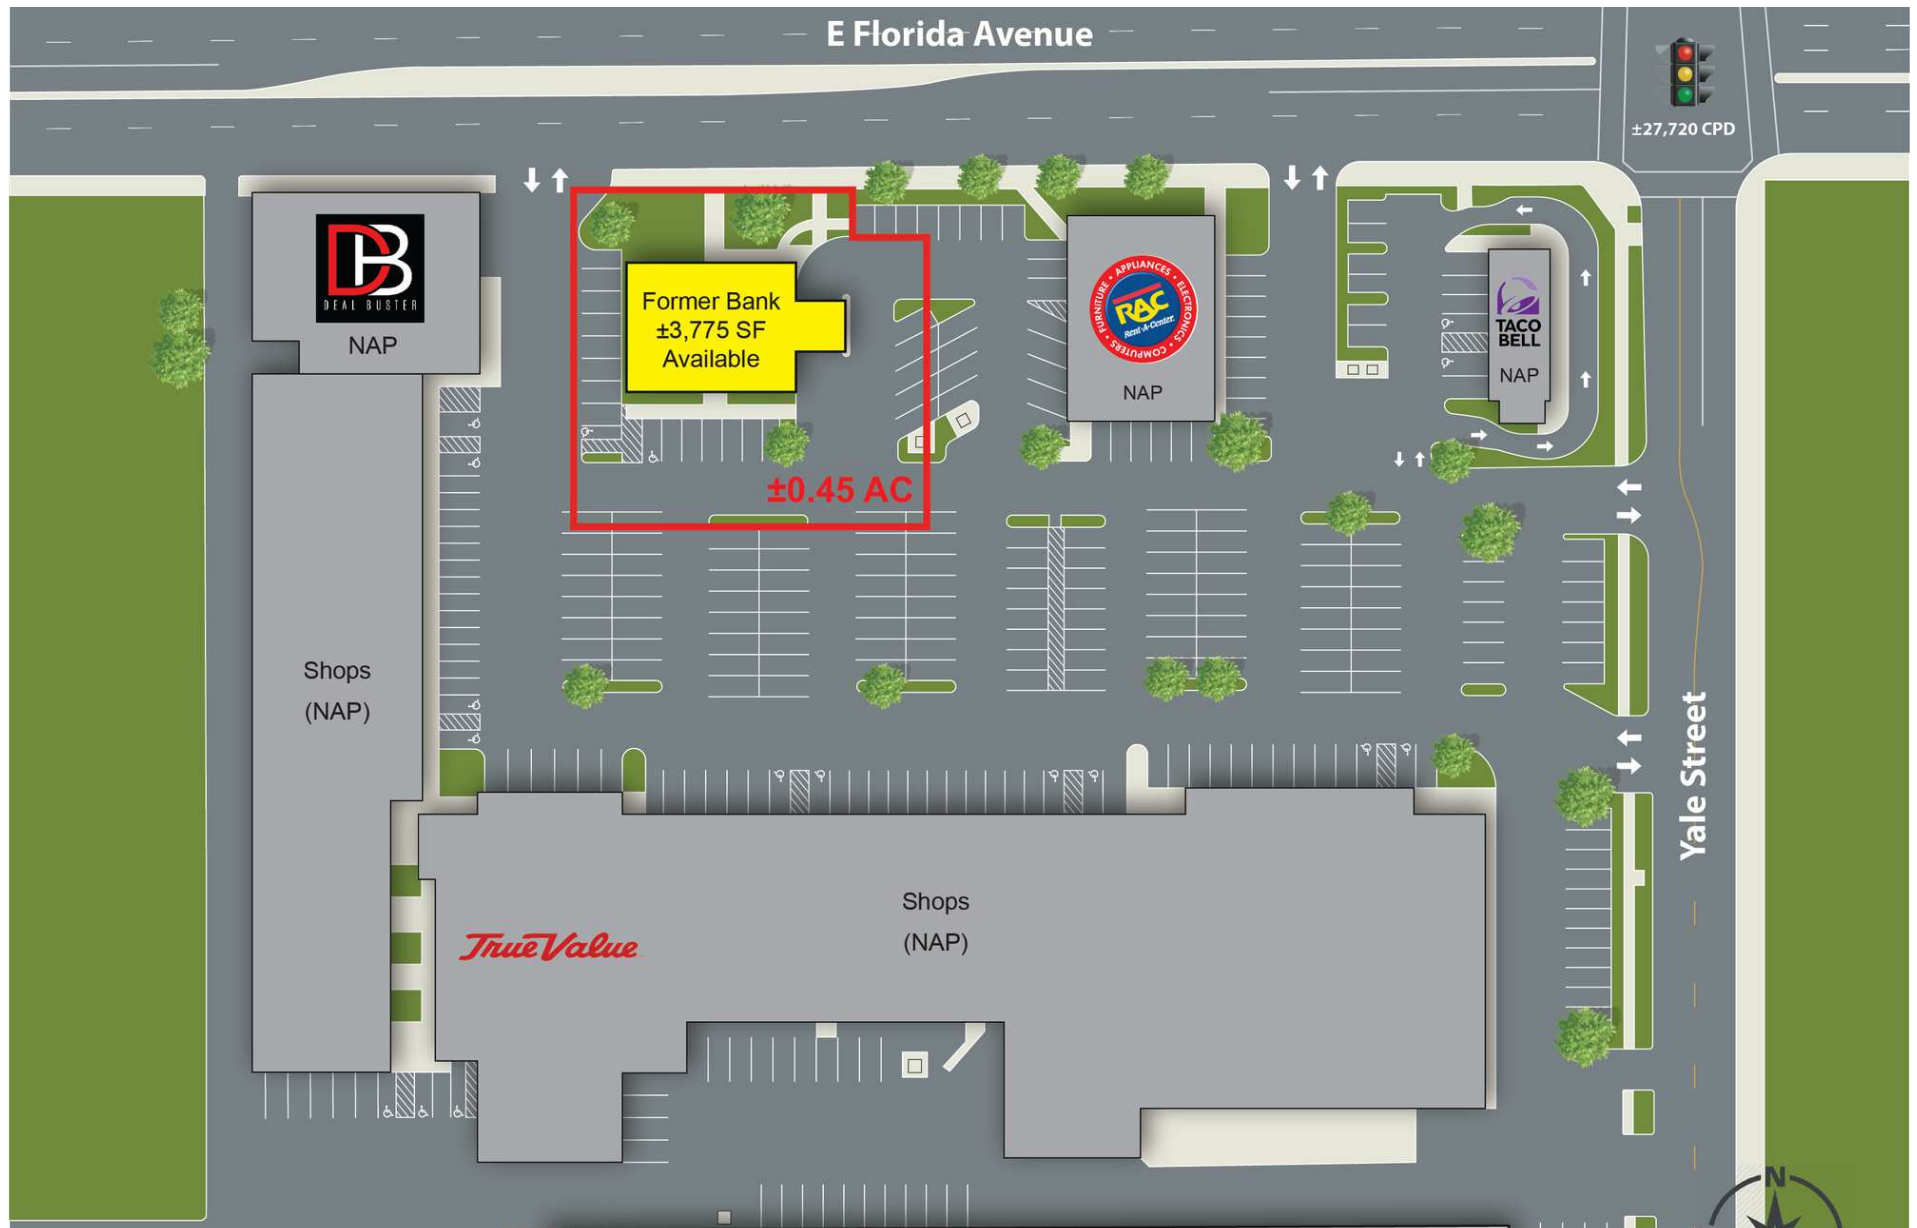 E Florida Avenue
±27,720 CPD
DB
DEAL BUSTER
NAP
Former Bank
±3,775 SF
Available
±0.45 AC
APPLIANCES • ELECTRONICS • COMPUTERS • FURNITURE •
RAC
Rent-A-Center
NAP
TACO
BELL
NAP
Shops
(NAP)
Yale Street
Shops
(NAP)
True Value
N